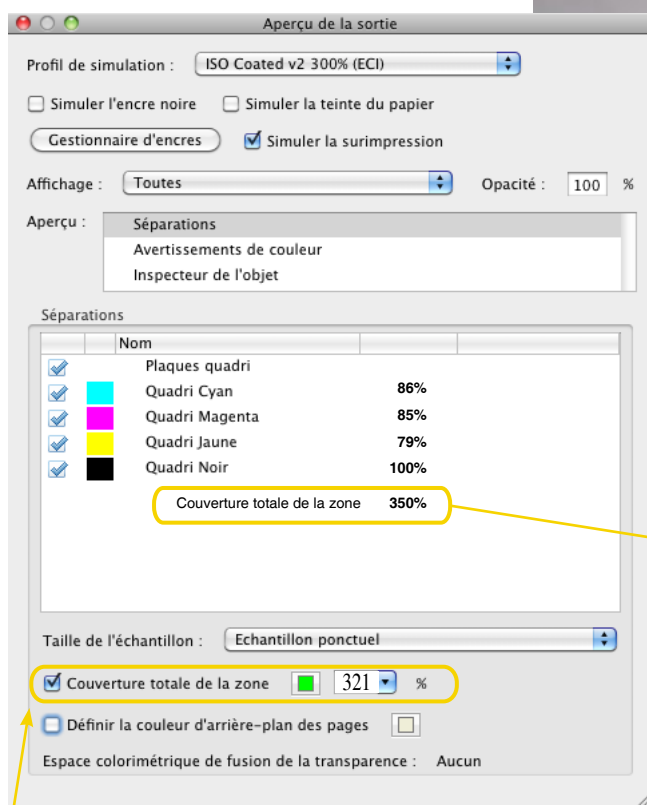 Aperçu de la sortie
Profil de simulation : ISO Coated v2 300% (ECI)
Simuler l'encre noire Simuler la teinte du papier
Gestionnaire d'encres Simuler la surimpression
Affichage : Toutes Opacité : 100 %
Aperçu : Séparations
Avertissements de couleur
Inspecteur de l'objet
Séparations
Nom
Plaques quadri
Quadri Cyan 86%
Quadri Magenta 85%
Quadri Jaune 79%
Quadri Noir 100%
Couverture totale de la zone 350%
Taille de l'échantillon : Echantillon ponctuel
Couverture totale de la zone 321 %
Définir la couleur d'arrière-plan des pages
Espace colorimétrique de fusion de la transparence : Aucun